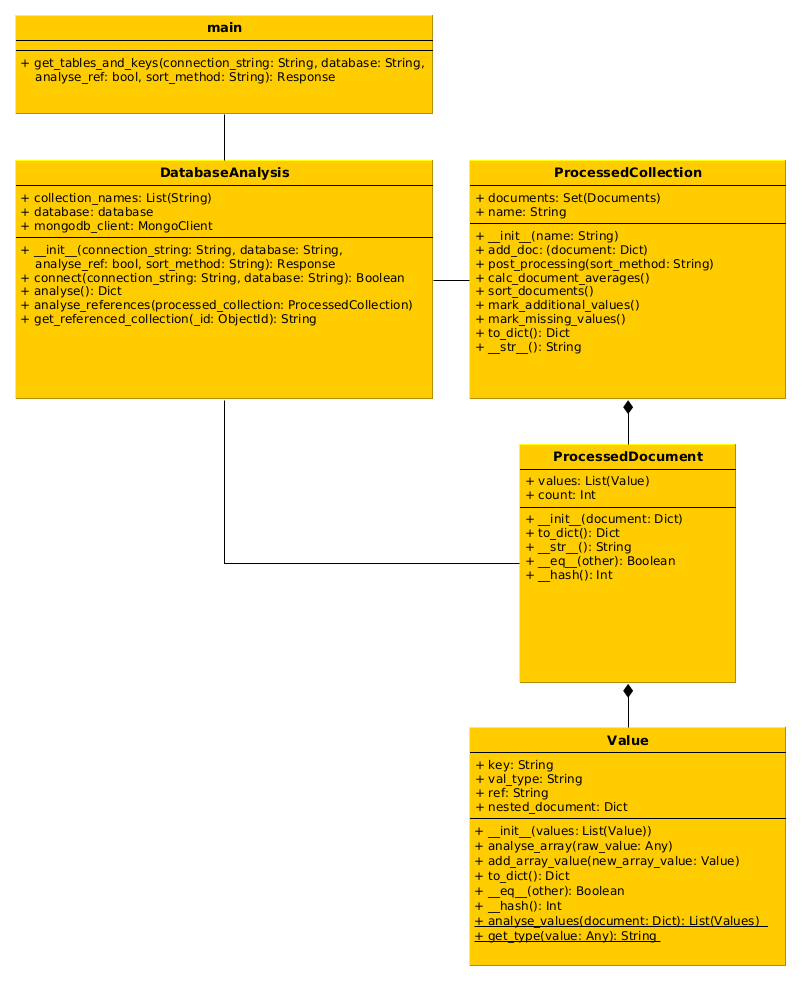 main
+ get_tables_and_keys(connection_string: String, database: String,
analyse_ref: bool, sort_method: String): Response
DatabaseAnalysis
+ collection_names: List(String)
+ database: database
+ mongodb_client: MongoClient
+ __init__(connection_string: String, database: String,
analyse_ref: bool, sort_method: String): Response
+ connect(connection_string: String, database: String): Boolean
+ analyse(): Dict
+ analyse_references(processed_collection: ProcessedCollection)
+ get_referenced_collection(_id: ObjectId): String
ProcessedCollection
+ documents: Set(Documents)
+ name: String
+ __init__(name: String)
+ add_doc: (document: Dict)
+ post_processing(sort_method: String)
+ calc_document_averages()
+ sort_documents()
+ mark_additional_values()
+ mark_missing_values()
+ to_dict(): Dict
+ __str__(): String
ProcessedDocument
+ values: List(Value)
+ count: Int
+ __init__(document: Dict)
+ to_dict(): Dict
+ __str__(): String
+ __eq__(other): Boolean
+ __hash(): Int
Value
+ key: String
+ val_type: String
+ ref: String
+ nested_document: Dict
+ __init__(values: List(Value))
+ analyse_array(raw_value: Any)
+ add_array_value(new_array_value: Value)
+ to_dict(): Dict
+ __eq__(other): Boolean
+ __hash(): Int
+ analyse_values(document: Dict): List(Values)
+ get_type(value: Any): String